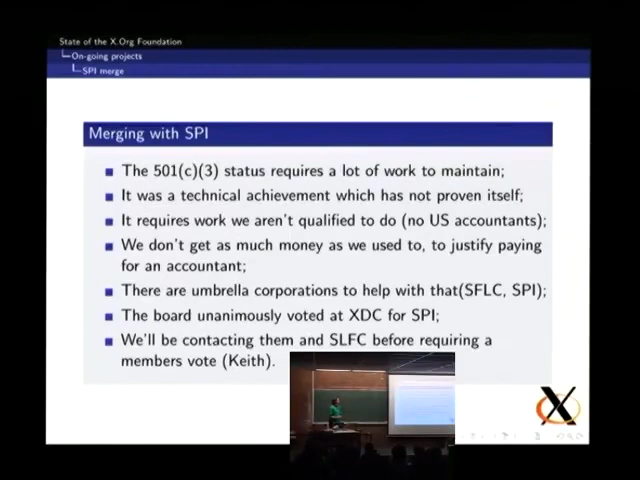 State of the X.Org Foundation
On-going projects
SPI merge
Merging with SPI
The 501(c)(3) status requires a lot of work to maintain;
It was a technical achievement which has not proven itself;
It requires work we aren't qualified to do (no US accountants);
We don't get as much money as we used to, to justify paying
for an accountant;
There are umbrella corporations to help with that(SFLC, SPI);
The board unanimously voted at XDC for SPI;
We'll be contacting them and SLFC before requiring a
members vote (Keith).
X